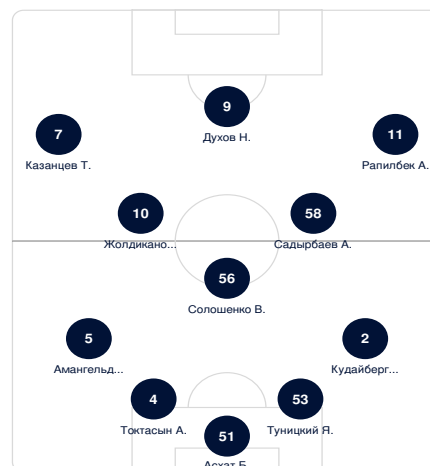 9
Духов Н.
7
Казанцев Т.
11
Рапилбек А.
10
Жолдикано...
58
Садырбаев А.
56
Солошенко В.
5
Амангельд...
2
Кудайберг...
4
Токтасын А.
53
Туницкий Я.
51
Асхат Б.